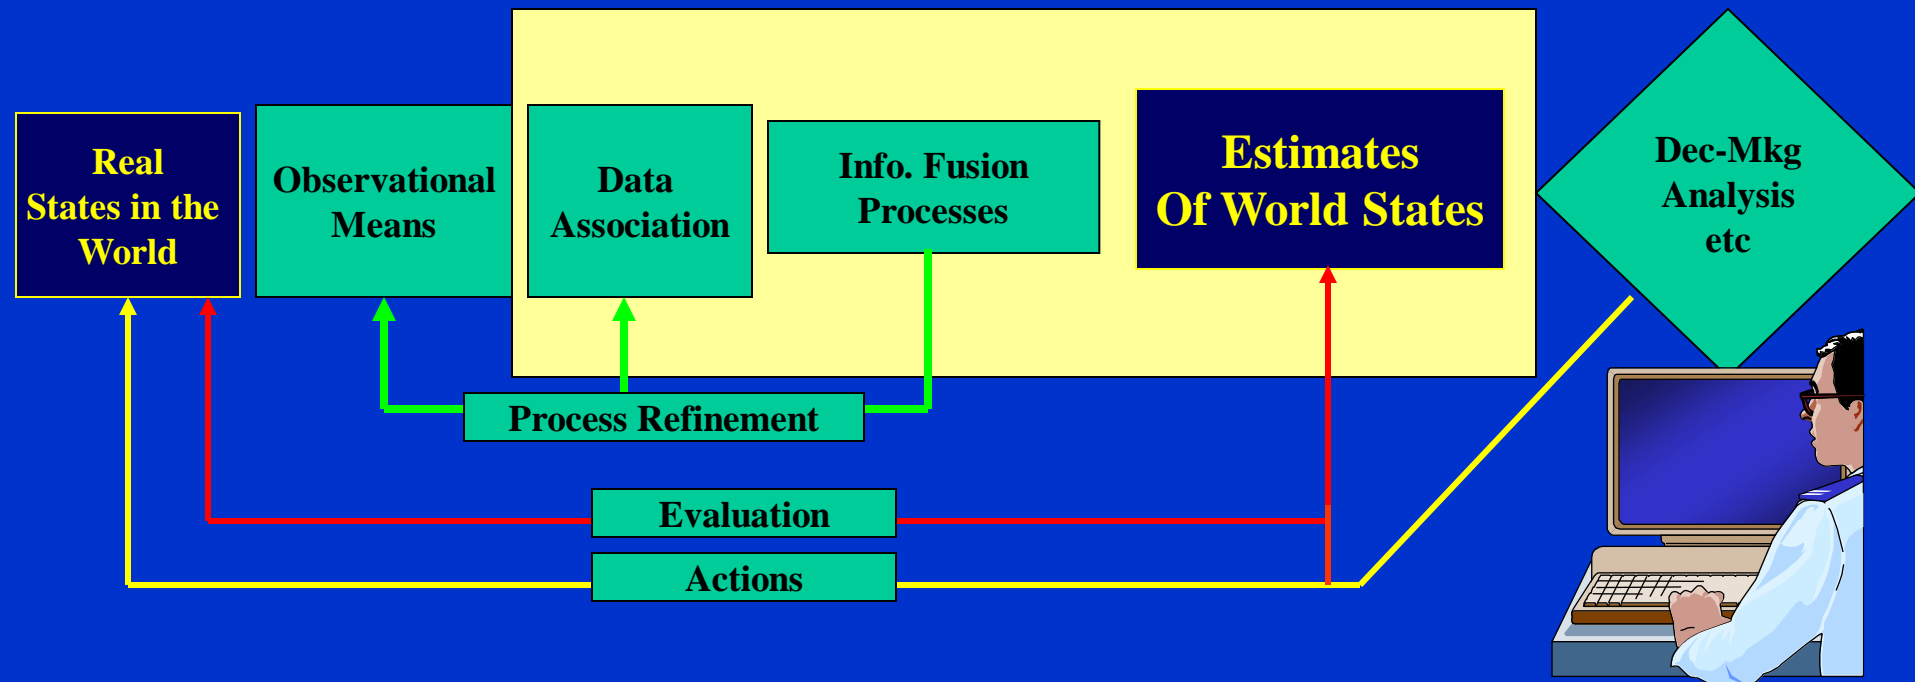 Real
States in the
World
Observational
Means
Data
Association
Info. Fusion
Processes
Estimates
Of World States
Dec-Mkg
Analysis
etc
Process Refinement
Evaluation
Actions